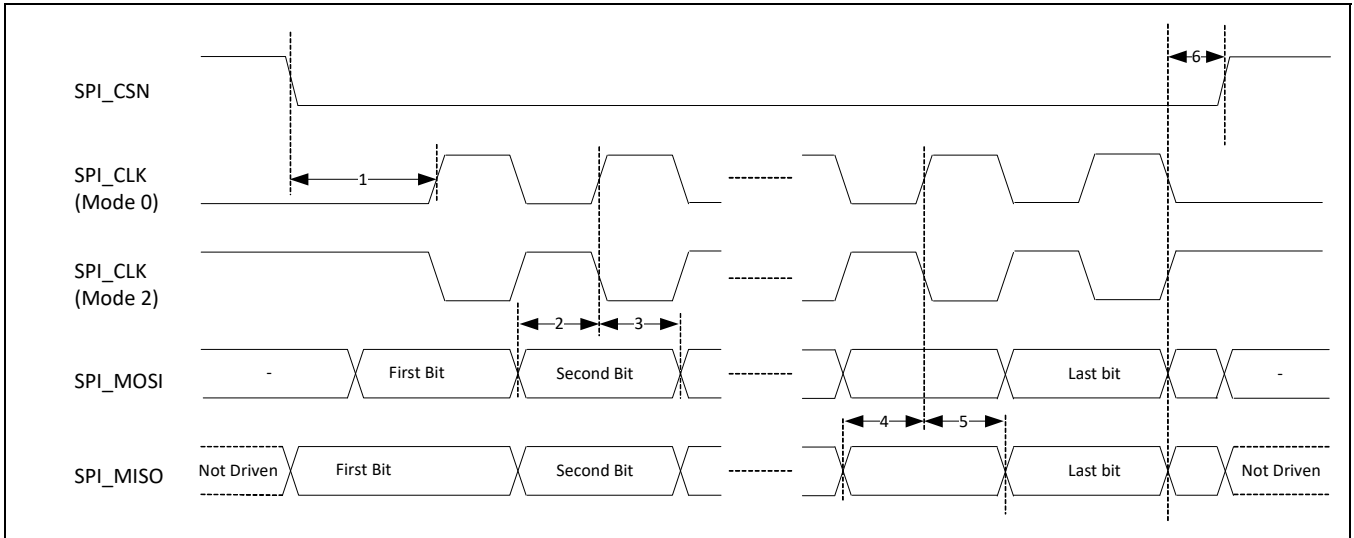 6
SPI_CSN
SPI_CLK
(Mode 0)
1
SPI_CLK
(Mode 2)
2 3
SPI_MOSI - First Bit Second Bit Last bit -
4 5
SPI_MISO Not Driven First Bit Second Bit Last bit Not Driven